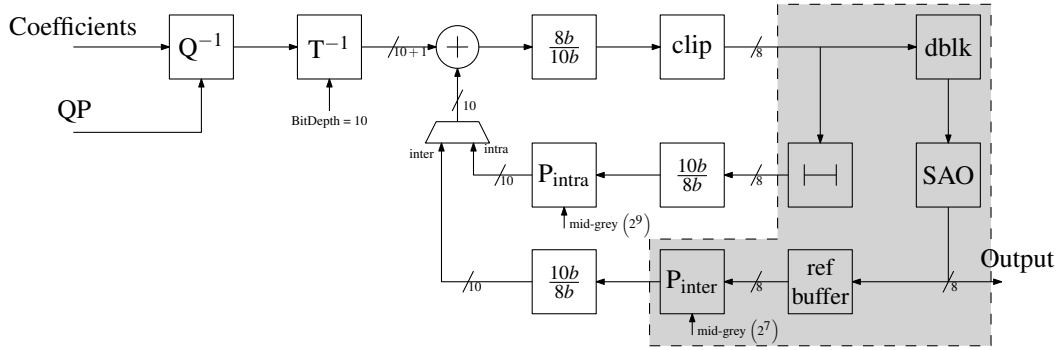 Coefficients
Q⁻¹
T⁻¹
10+1
+
8b/10b
clip
8
dblk
QP
BitDepth = 10
10
inter
intra
10
P_intra
10b/8b
8
SAO
mid-grey (2⁹)
10
10b/8b
P_inter
8
ref
buffer
8
Output
mid-grey (2⁷)